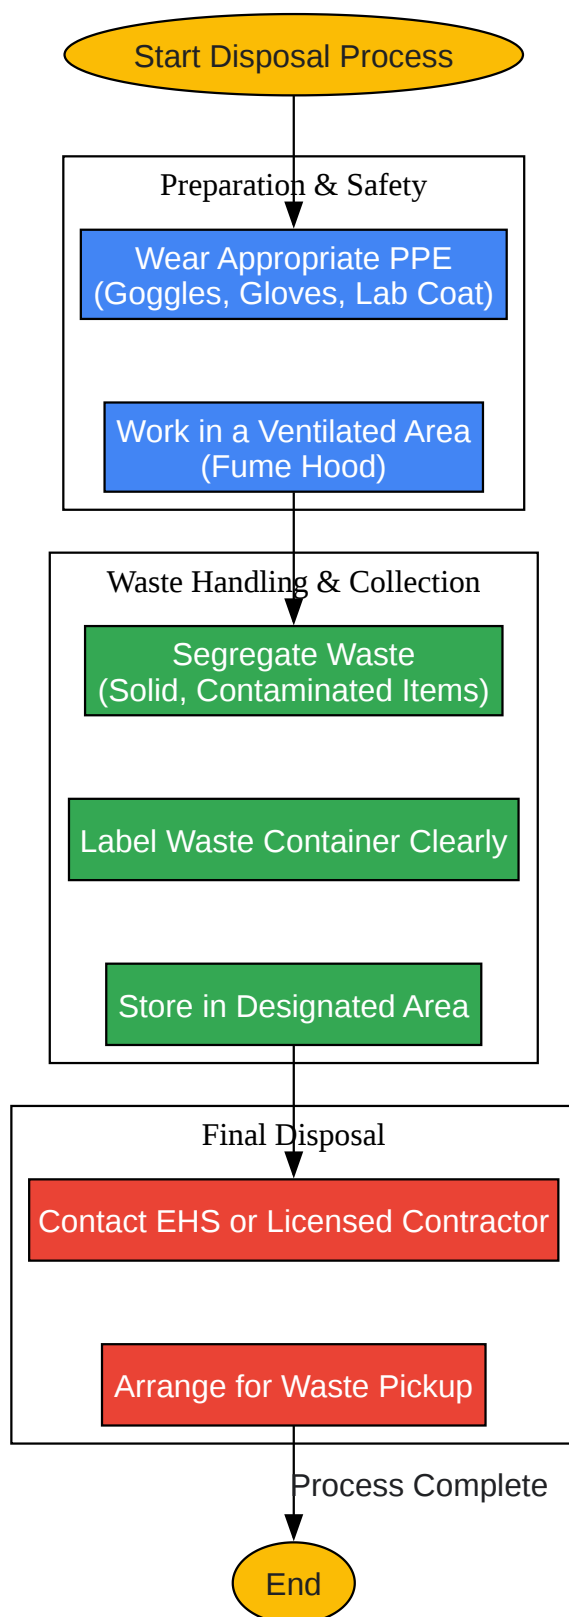 Start Disposal Process
Preparation & Safety
Wear Appropriate PPE
(Goggles, Gloves, Lab Coat)
Work in a Ventilated Area
(Fume Hood)
Waste Handling & Collection
Segregate Waste
(Solid, Contaminated Items)
Label Waste Container Clearly
Store in Designated Area
Final Disposal
Contact EHS or Licensed Contractor
Arrange for Waste Pickup
Process Complete
End